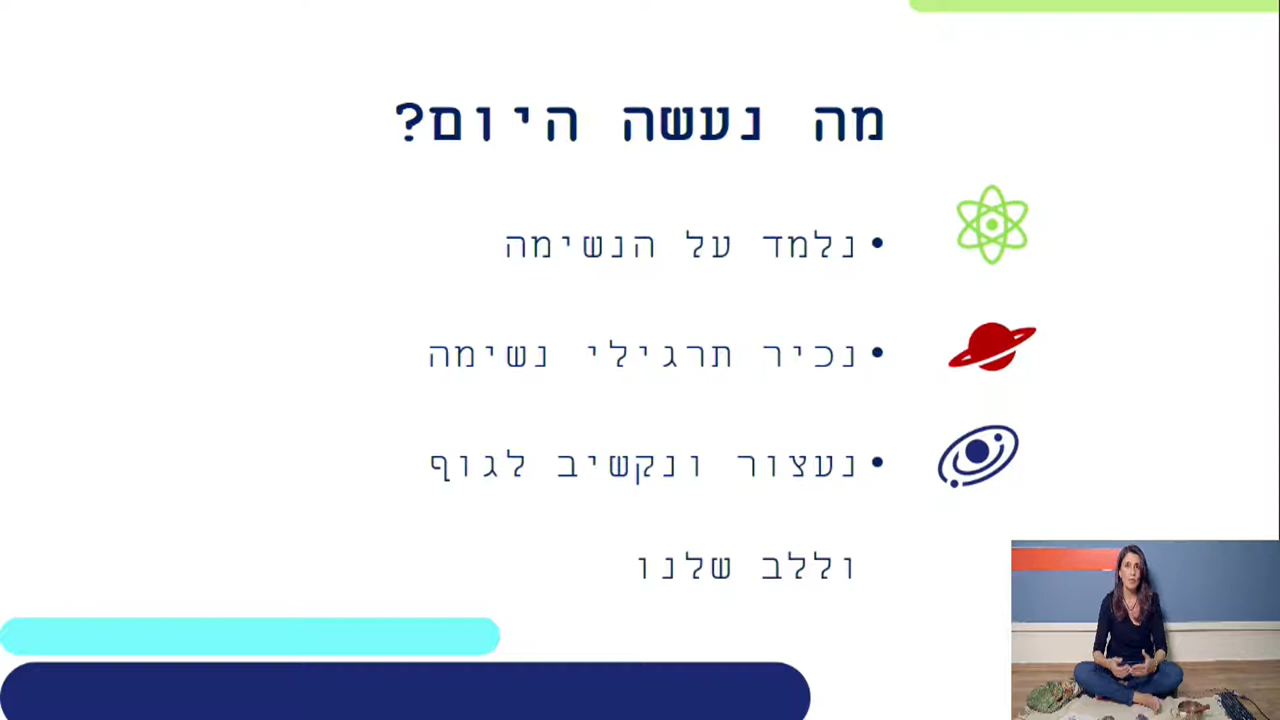 מה נעשה היום?
• נלמד על הנשימה
• נכיר תרגילי נשימה
• נעצור ונקשיב לגוף
וללב שלנו